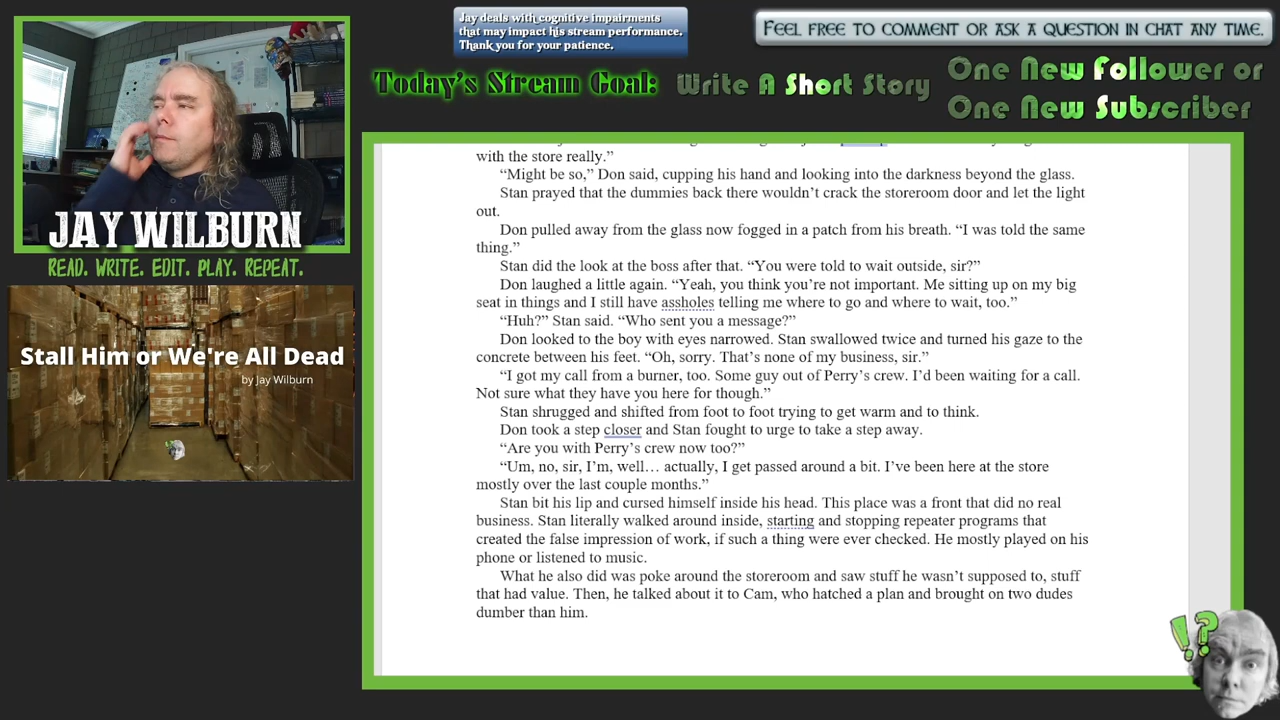 Jay deals with cognitive impairments
that may impact his stream performance.
Thank you for your patience.
Feel free to comment or ask a question in chat any time.
Today's Stream Goal:
Write A Short Story
One New Follower or
One New Subscriber
JAY WILBURN
READ. WRITE. EDIT. PLAY. REPEAT.
Stall Him or We're All Dead
by Jay Wilburn
with the store really.”
“Might be so,” Don said, cupping his hand and looking into the darkness beyond the glass.
Stan prayed that the dummies back there wouldn’t crack the storeroom door and let the light
out.
Don pulled away from the glass now fogged in a patch from his breath. “I was told the same
thing.”
Stan did the look at the boss after that. “You were told to wait outside, sir?”
Don laughed a little again. “Yeah, you think you’re not important. Me sitting up on my big
seat in things and I still have assholes telling me where to go and where to wait, too.”
“Huh?” Stan said. “Who sent you a message?”
Don looked to the boy with eyes narrowed. Stan swallowed twice and turned his gaze to the
concrete between his feet. “Oh, sorry. That’s none of my business, sir.”
“I got my call from a burner, too. Some guy out of Perry’s crew. I’d been waiting for a call.
Not sure what they have you here for though.”
Stan shrugged and shifted from foot to foot trying to get warm and to think.
Don took a step closer and Stan fought to urge to take a step away.
“Are you with Perry’s crew now too?”
“Um, no, sir, I’m, well… actually, I get passed around a bit. I’ve been here at the store
mostly over the last couple months.”
Stan bit his lip and cursed himself inside his head. This place was a front that did no real
business. Stan literally walked around inside, starting and stopping repeater programs that
created the false impression of work, if such a thing were ever checked. He mostly played on his
phone or listened to music.
What he also did was poke around the storeroom and saw stuff he wasn’t supposed to, stuff
that had value. Then, he talked about it to Cam, who hatched a plan and brought on two dudes
dumber than him.
!?